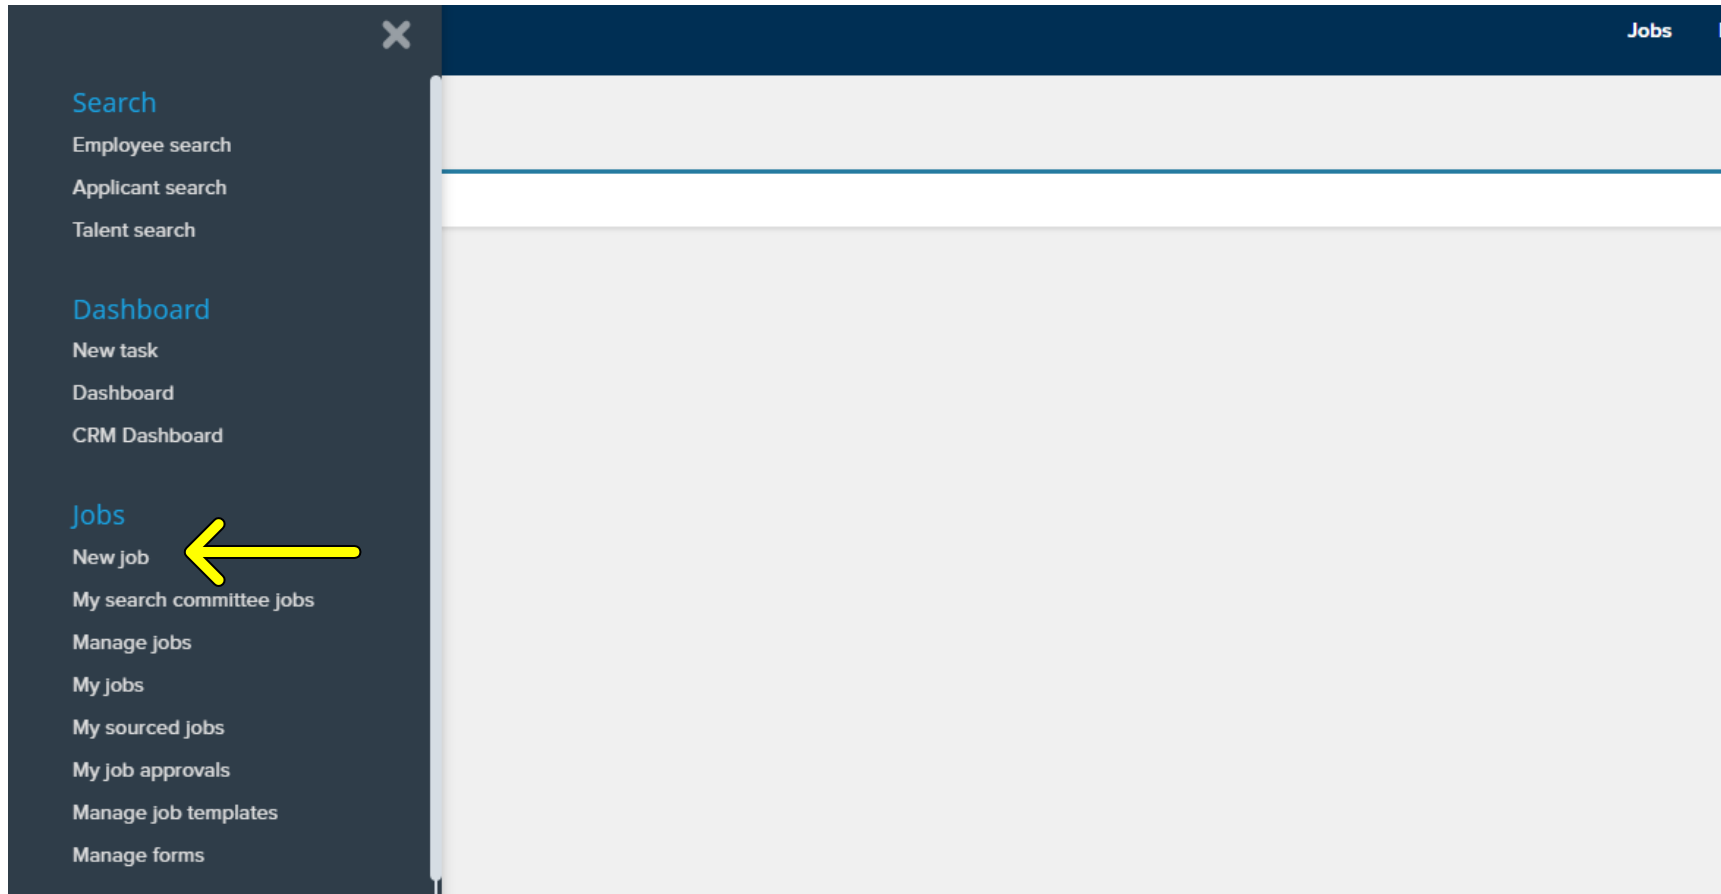 Jobs
Search
Employee search
Applicant search
Talent search
Dashboard
New task
Dashboard
CRM Dashboard
Jobs
New job
My search committee jobs
Manage jobs
My jobs
My sourced jobs
My job approvals
Manage job templates
Manage forms